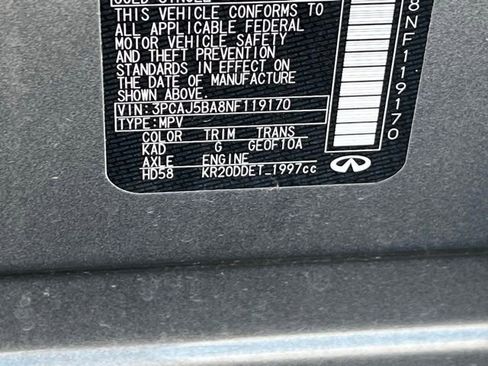 THIS VEHICLE CONFORMS TO
ALL APPLICABLE FEDERAL
MOTOR VEHICLE SAFETY
AND THEFT PREVENTION
STANDARDS IN EFFECT ON
THE DATE OF MANUFACTURE
SHOWN ABOVE.
VIN:3PCAJ5BA8NF119170
TYPE:MPV
COLOR TRIM TRANS
KAD G GEOF10A
AXLE ENGINE
HD58 KR20DDET_1997cc
8NF119170